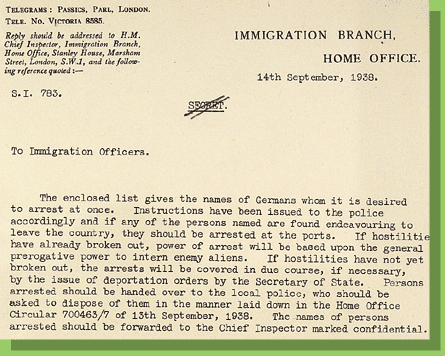 TELEGRAMS : PASSICS, PARL, LONDON.
TELE. NO. VICTORIA 8585.
Reply should be addressed to H.M.
Chief Inspector, Immigration Branch,
Home Office, Stanley House, Marsham
Street, London, S.W.1, and the follow-
ing reference quoted :—
S.I. 783.
IMMIGRATION BRANCH,
HOME OFFICE.
14th September, 1938.
SECRET.
To Immigration Officers.
The enclosed list gives the names of Germans whom it is desired
to arrest at once. Instructions have been issued to the police
accordingly and if any of the persons named are found endeavouring to
leave the country, they should be arrested at the ports. If hostilitie
have already broken out, power of arrest will be based upon the general
prerogative power to intern enemy aliens. If hostilities have not yet
broken out, the arrests will be covered in due course, if necessary,
by the issue of deportation orders by the Secretary of State. Persons
arrested should be handed over to the local police, who should be
asked to dispose of them in the manner laid down in the Home Office
Circular 700463/7 of 13th September, 1938. The names of persons
arrested should be forwarded to the Chief Inspector marked confidential.